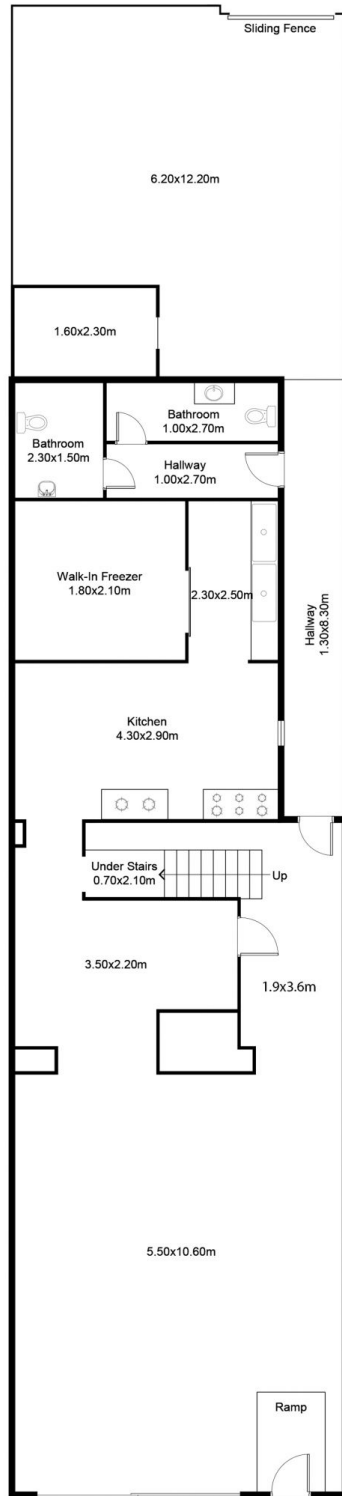 Sliding Fence
6.20x12.20m
1.60x2.30m
Bathroom
1.00x2.70m
Bathroom
2.30x1.50m
Hallway
1.00x2.70m
Walk-In Freezer
1.80x2.10m
2.30x2.50m
Hallway
1.30x8.30m
Kitchen
4.30x2.90m
Under Stairs
0.70x2.10m
Up
3.50x2.20m
1.9x3.6m
5.50x10.60m
Ramp